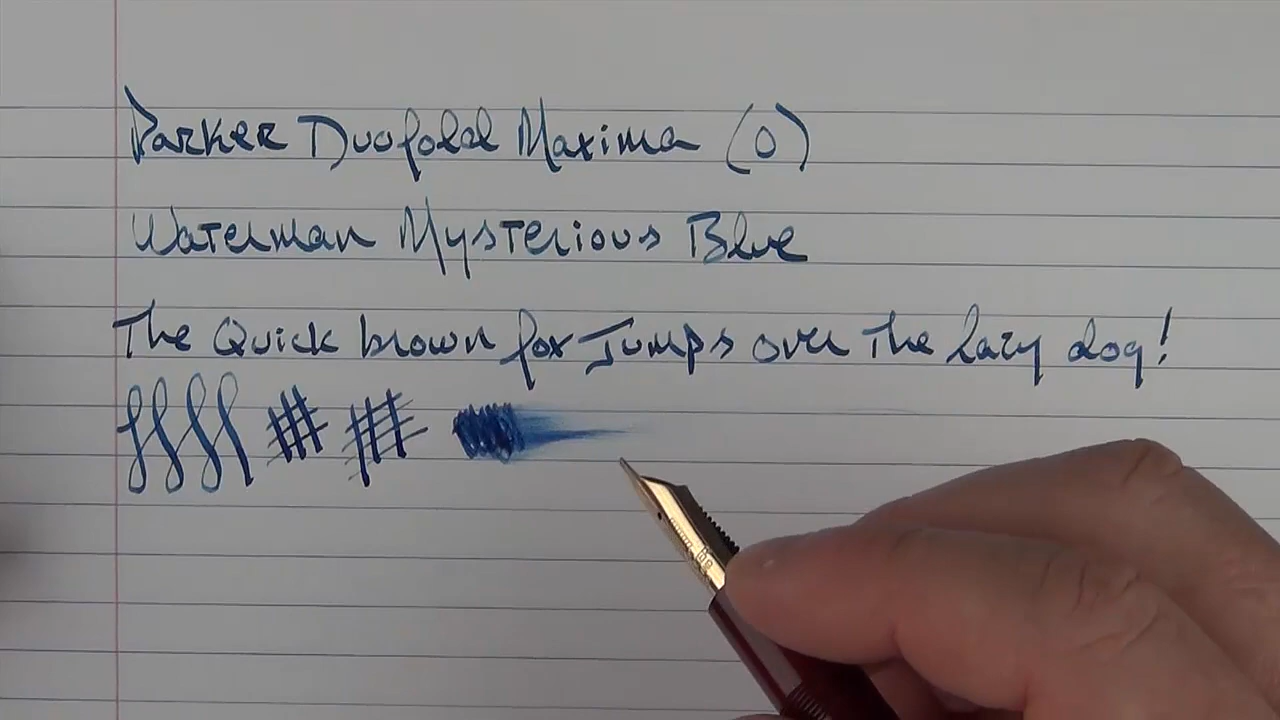 Parker Duofold Maxima (O)
Waterman Mysterious Blue
The Quick brown fox Jumps over The lazy dog!